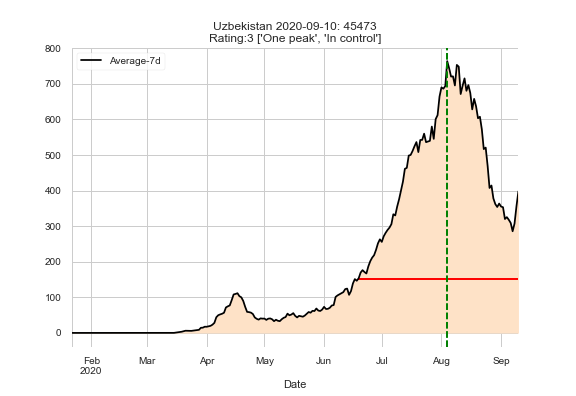 Uzbekistan 2020-09-10: 45473
Rating:3 ['One peak', 'In control']
Average-7d
800
700
600
500
400
300
200
100
0
Feb
2020
Mar
Apr
May
Jun
Jul
Aug
Sep
Date